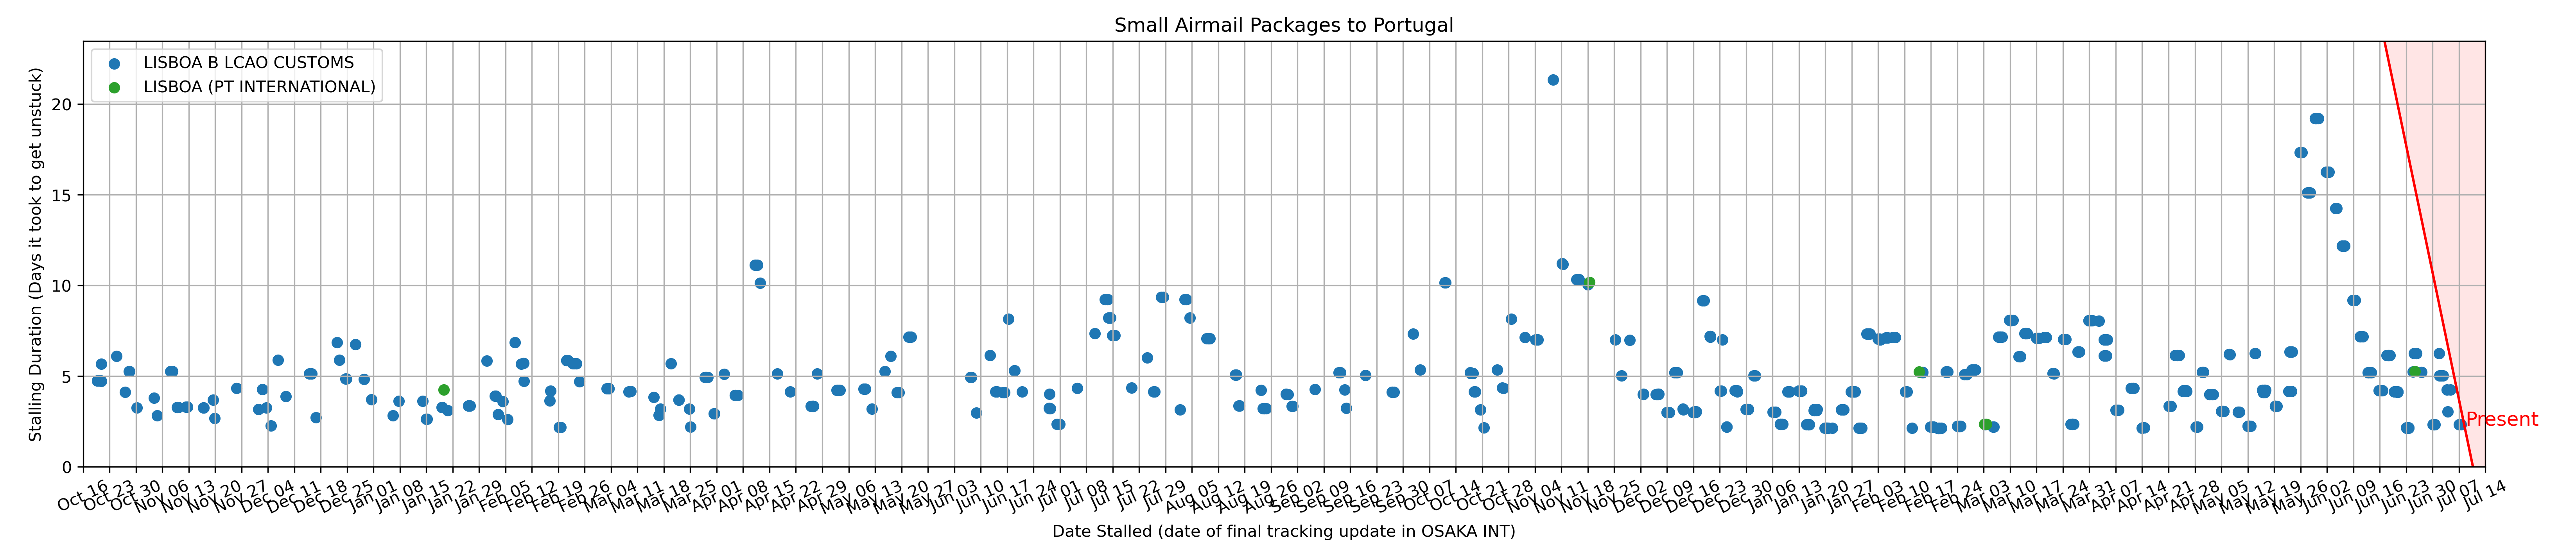 Small Airmail Packages to Portugal
LISBOA B LCAO CUSTOMS
LISBOA (PT INTERNATIONAL)
Stalling Duration (Days it took to get unstuck)
20
15
10
5
0
Present
Oct 16
Oct 23
Oct 30
Nov 06
Nov 13
Nov 20
Nov 27
Dec 04
Dec 11
Dec 18
Dec 25
Jan 01
Jan 08
Jan 15
Jan 22
Jan 29
Feb 05
Feb 12
Feb 19
Feb 26
Mar 04
Mar 11
Mar 18
Mar 25
Apr 01
Apr 08
Apr 15
Apr 22
Apr 29
May 06
May 13
May 20
May 27
Jun 03
Jun 10
Jun 17
Jun 24
Jul 01
Jul 08
Jul 15
Jul 22
Jul 29
Aug 05
Aug 12
Aug 19
Aug 26
Sep 02
Sep 09
Sep 16
Sep 23
Sep 30
Oct 07
Oct 14
Oct 21
Oct 28
Nov 04
Nov 11
Nov 18
Nov 25
Dec 02
Dec 09
Dec 16
Dec 23
Dec 30
Jan 06
Jan 13
Jan 20
Jan 27
Feb 03
Feb 10
Feb 17
Feb 24
Mar 03
Mar 10
Mar 17
Mar 24
Mar 31
Apr 07
Apr 14
Apr 21
Apr 28
May 05
May 12
May 19
May 26
Jun 02
Jun 09
Jun 16
Jun 23
Jun 30
Jul 07
Jul 14
Date Stalled (date of final tracking update in OSAKA INT)